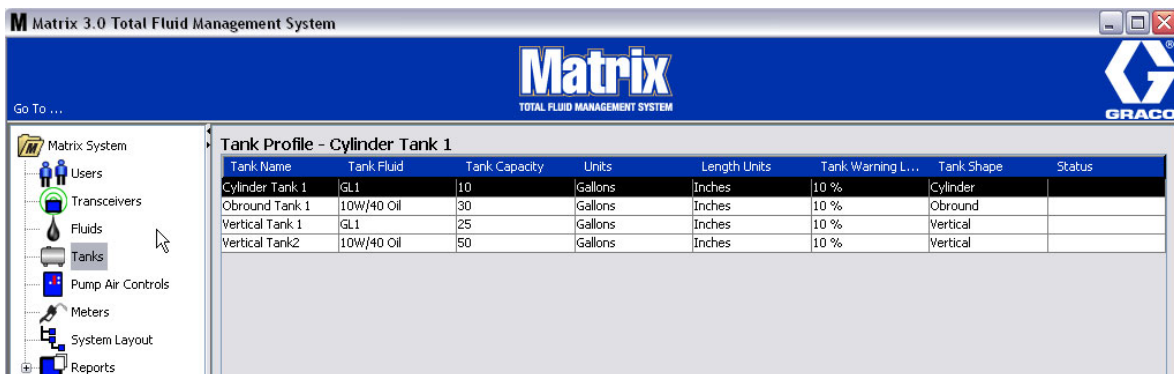 M Matrix 3.0 Total Fluid Management System
Matrix
TOTAL FLUID MANAGEMENT SYSTEM
Go To ...
®
GRACO
Matrix System
Users
Transceivers
Fluids
Tanks
Pump Air Controls
Meters
System Layout
Reports
Tank Profile - Cylinder Tank 1
Tank Name Tank Fluid Tank Capacity Units Length Units Tank Warning L... Tank Shape Status
Cylinder Tank 1 GL1 10 Gallons Inches 10 % Cylinder
Obround Tank 1 10W/40 Oil 30 Gallons Inches 10 % Obround
Vertical Tank 1 GL1 25 Gallons Inches 10 % Vertical
Vertical Tank2 10W/40 Oil 50 Gallons Inches 10 % Vertical